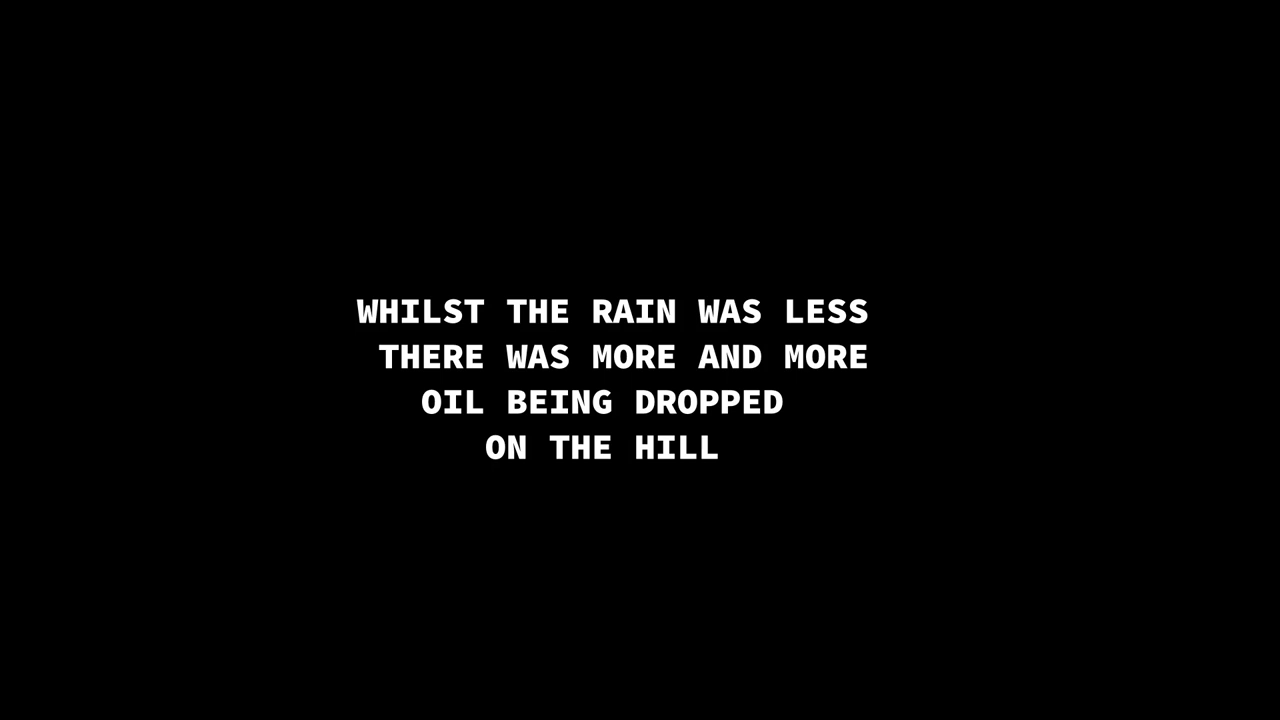 WHILST THE RAIN WAS LESS
THERE WAS MORE AND MORE
OIL BEING DROPPED
ON THE HILL